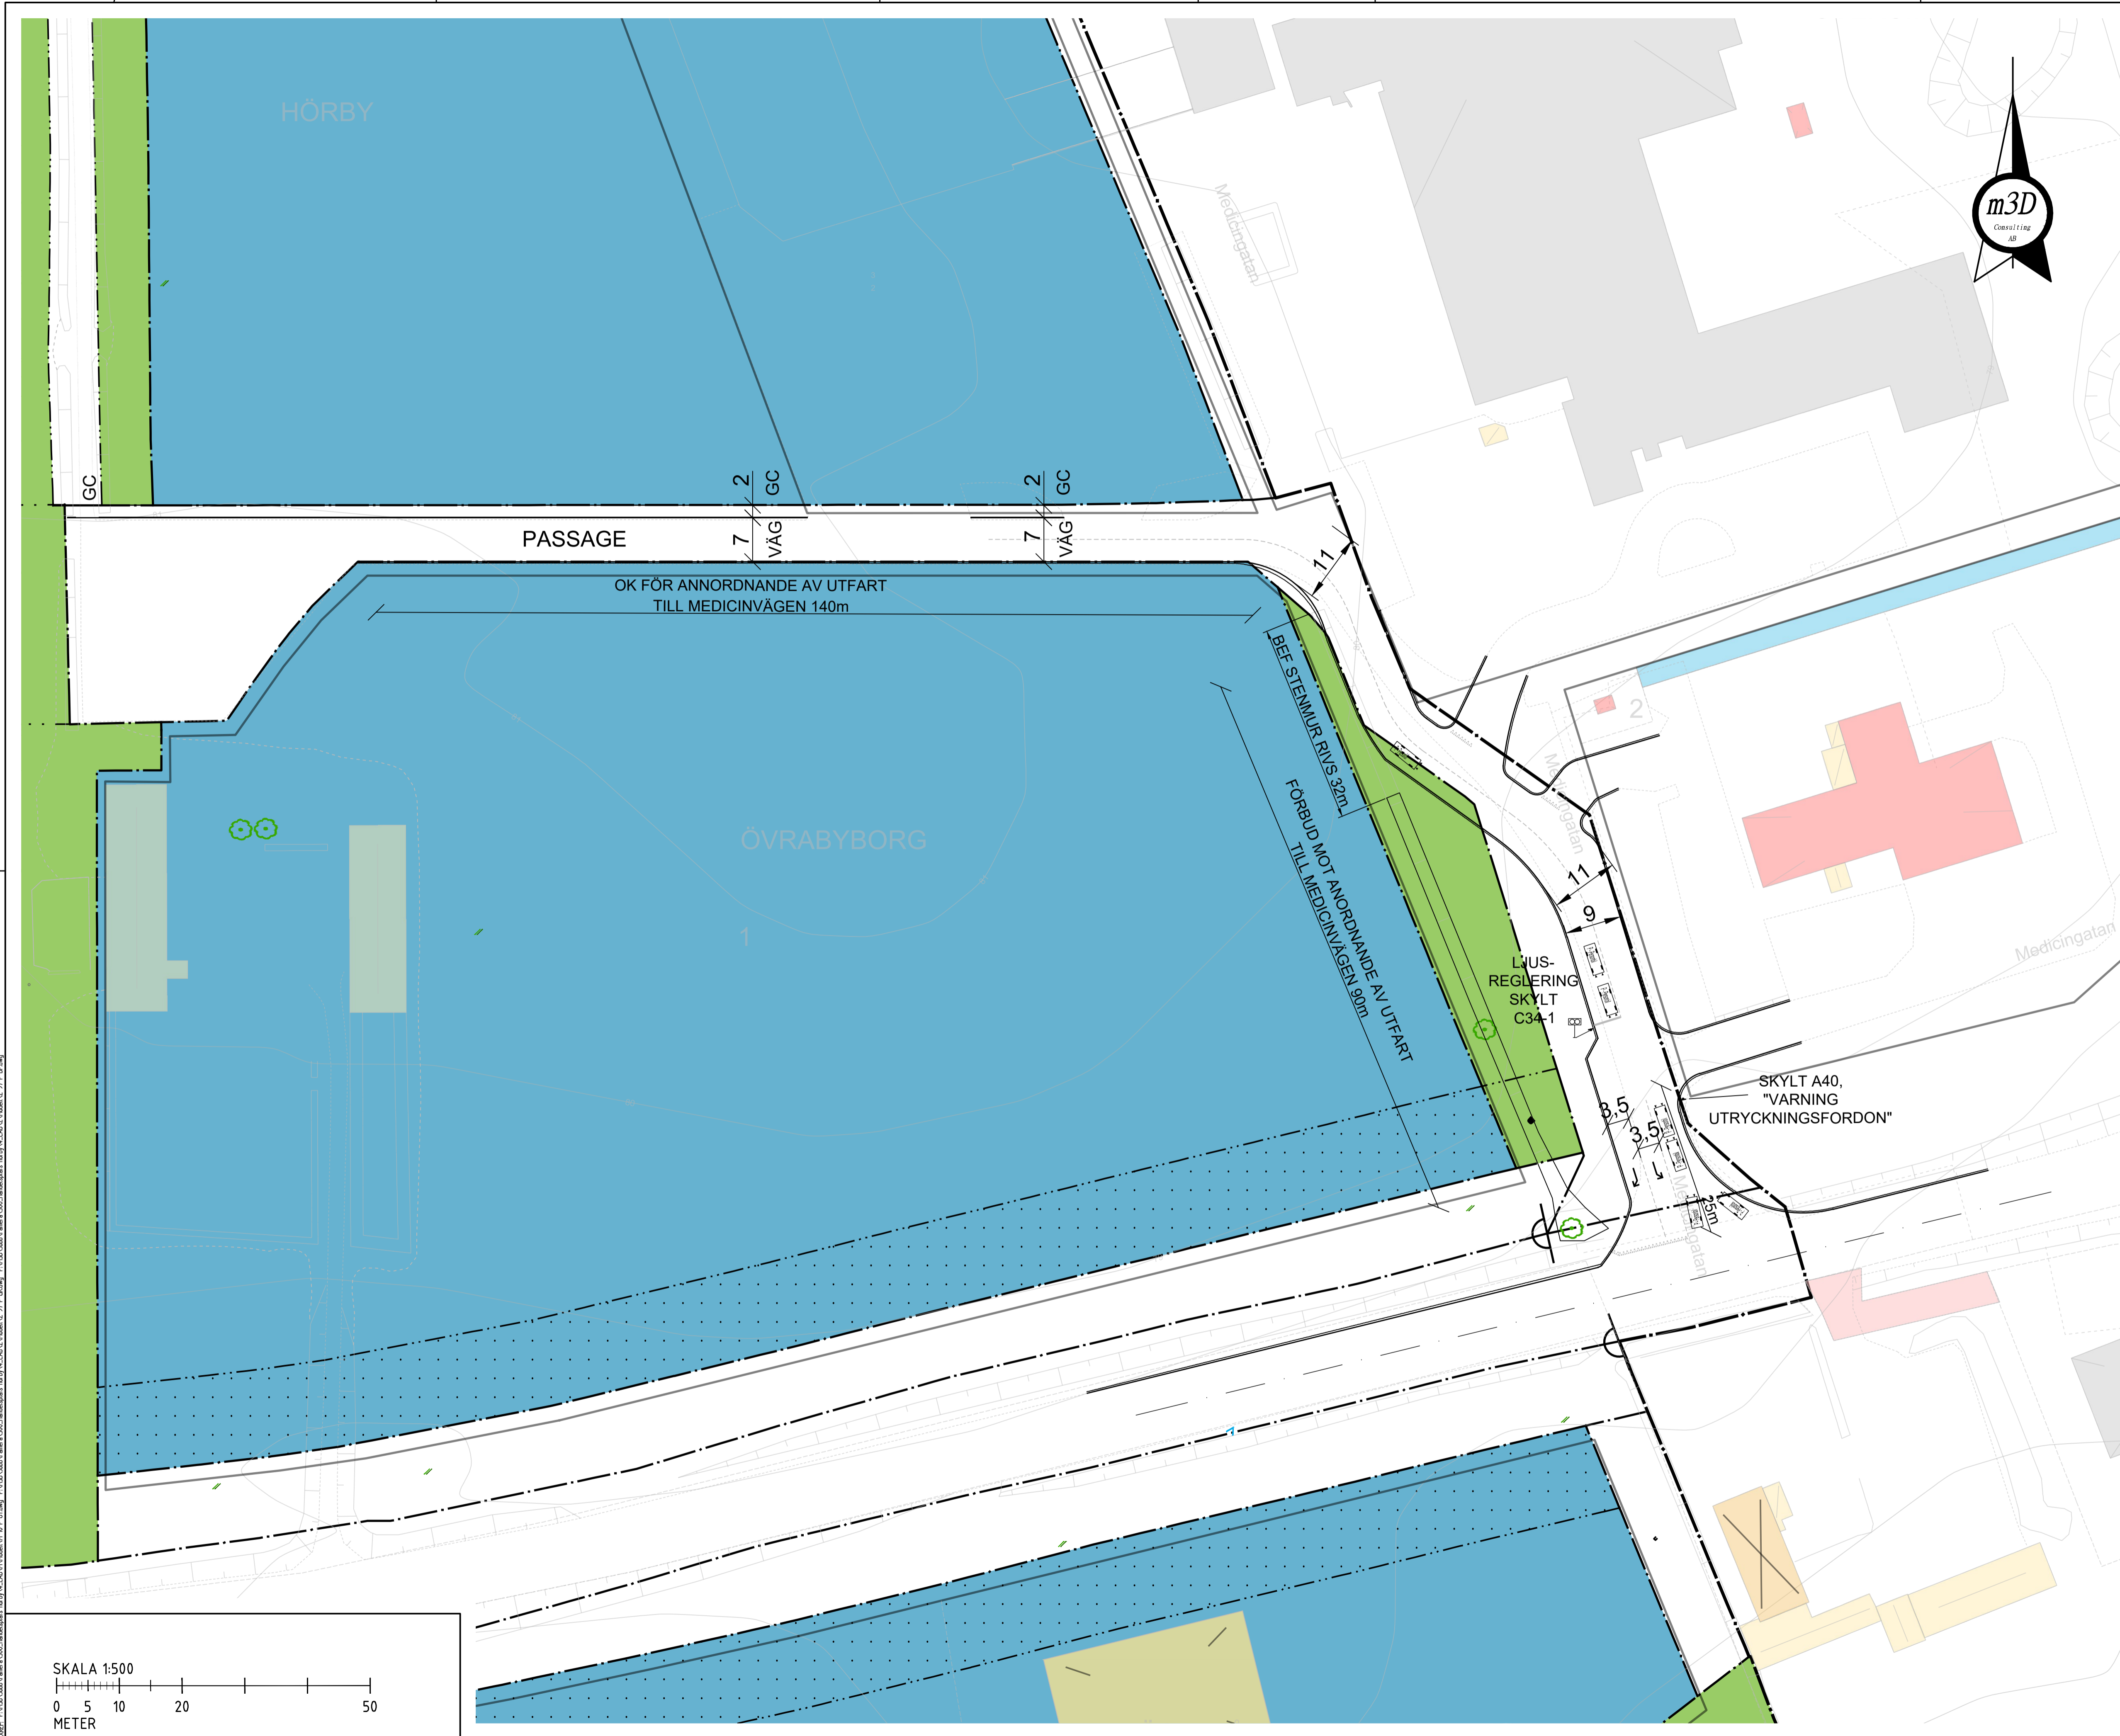 HÖRBY
Medicingatan
m3D
Consulting
AB
GC
2
GC
2
GC
PASSAGE
7
VÄG
7
VÄG
11
OK FÖR ANNORDNANDE AV UTFART
TILL MEDICINVÄGEN 140m
BEF STENMUR RIVS 32m
2
Medicingatan
FÖRBUD MOT ANORDNANDE AV UTFART
TILL MEDICINVÄGEN 90m
ÖVRABYBORG
1
11
9
Medicingatan
LJUS-
REGLERING
SKYLT
C34-1
SKYLT A40,
"VARNING
UTRYCKNINGSFORDON"
3,5
3,5
25m
Medicingatan
SKALA 1:500
0 5 10 20 50
METER